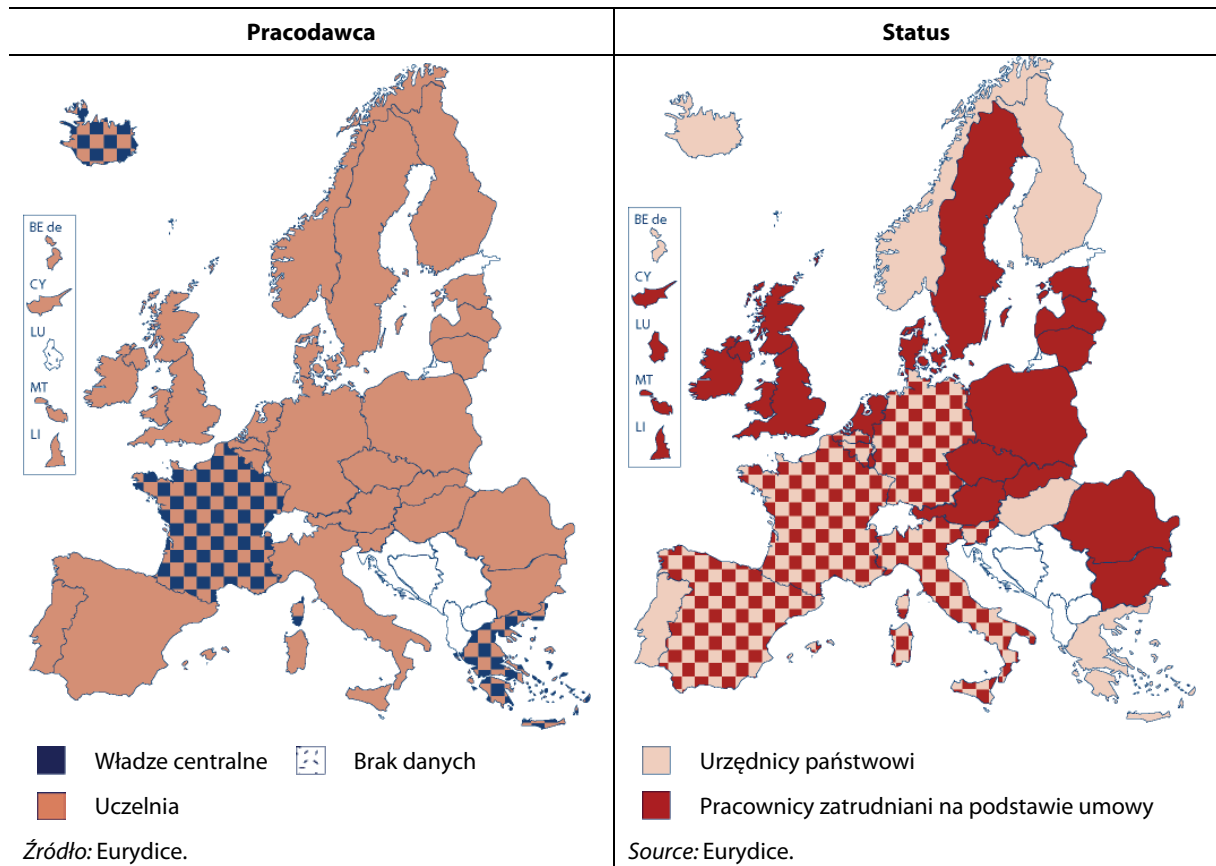 Pracodawca
Status
BE de
CY
LU
MT
LI
BE de
CY
LU
MT
LI
Władze centralne
Brak danych
Uczelnia
Źródło: Eurydice.
Urzędnicy państwowi
Pracownicy zatrudniani na podstawie umowy
Source: Eurydice.